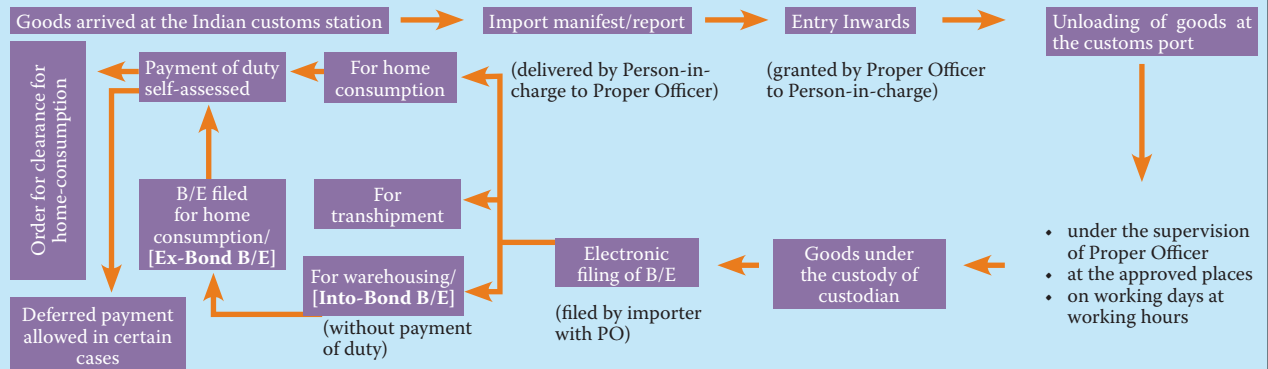 Goods arrived at the Indian customs station
Import manifest/report
Entry Inwards
Unloading of goods at
the customs port
(delivered by Person-in-
charge to Proper Officer)
(granted by Proper Officer
to Person-in-charge)
under the supervision
of Proper Officer
at the approved places
on working days at
working hours
Goods under
the custody of
custodian
Electronic
filing of B/E
(filed by importer
with PO)
For home
consumption
For
transhipment
For warehousing/
[Into-Bond B/E]
(without payment
of duty)
Payment of duty
self-assessed
B/E filed
for home
consumption/
[Ex-Bond B/E]
Order for clearance for
home-consumption
Deferred payment
allowed in certain
cases